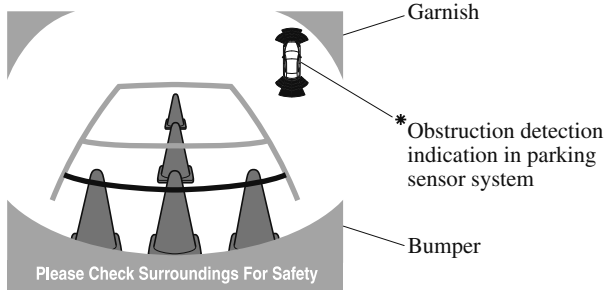 Garnish
*Obstruction detection
indication in parking
sensor system
Bumper
Please Check Surroundings For Safety